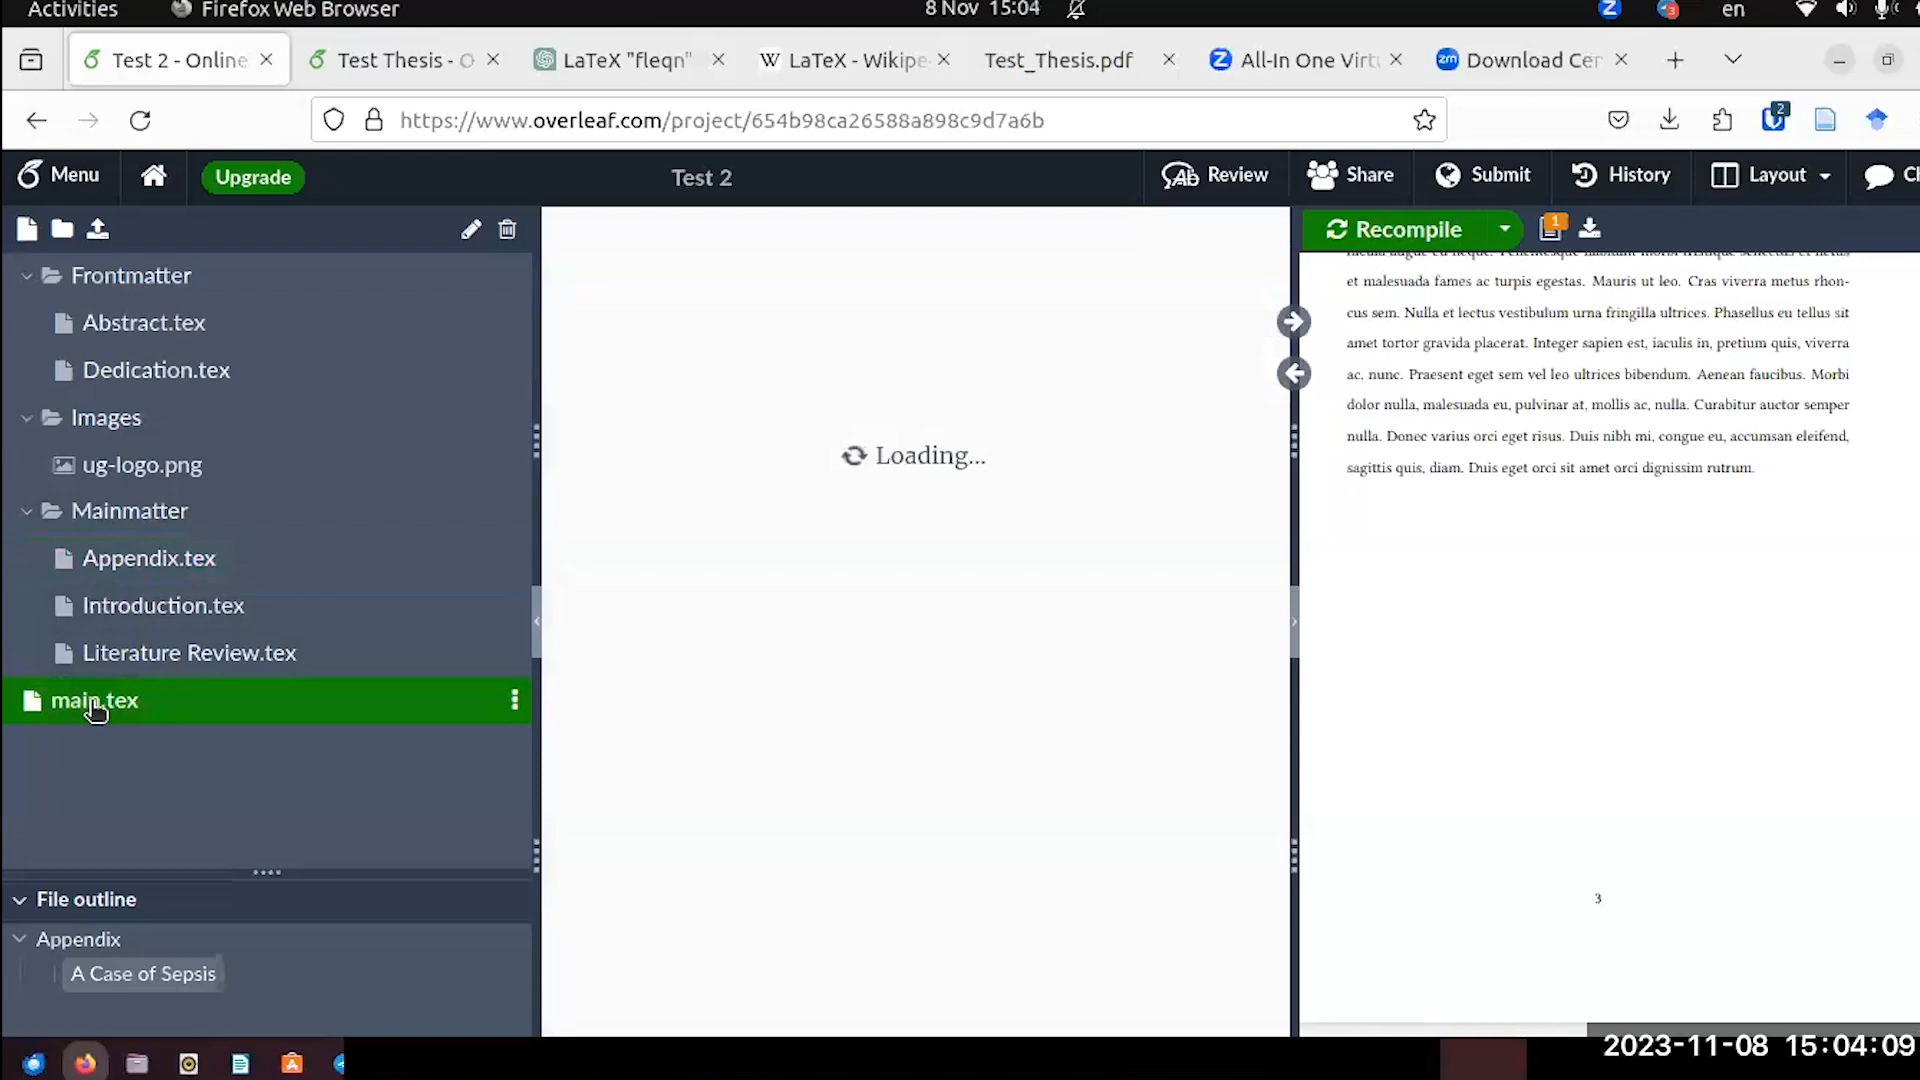 Activities Firefox Web Browser 8 Nov 15:04 en
Test 2 - Online Test Thesis - O LaTeX "fleqn" LaTeX - Wikipe Test_Thesis.pdf All-In One Virtu Download Cen
https://www.overleaf.com/project/654b98ca26588a898c9d7a6b 2
Menu Upgrade Test 2 Review Share Submit History Layout Ch
Recompile 1
Frontmatter
Abstract.tex
Dedication.tex
Images
ug-logo.png
Mainmatter
Appendix.tex
Introduction.tex
Literature Review.tex
main.tex
File outline
Appendix
A Case of Sepsis
Loading...
et malesuada fames ac turpis egestas. Mauris ut leo. Cras viverra metus rhon-
cus sem. Nulla et lectus vestibulum urna fringilla ultrices. Phasellus eu tellus sit
amet tortor gravida placerat. Integer sapien est, iaculis in, pretium quis, viverra
ac, nunc. Praesent eget sem vel leo ultrices bibendum. Aenean faucibus. Morbi
dolor nulla, malesuada eu, pulvinar at, mollis ac, nulla. Curabitur auctor semper
nulla. Donec varius orci eget risus. Duis nibh mi, congue eu, accumsan eleifend,
sagittis quis, diam. Duis eget orci sit amet orci dignissim rutrum.
3
2023-11-08 15:04:09